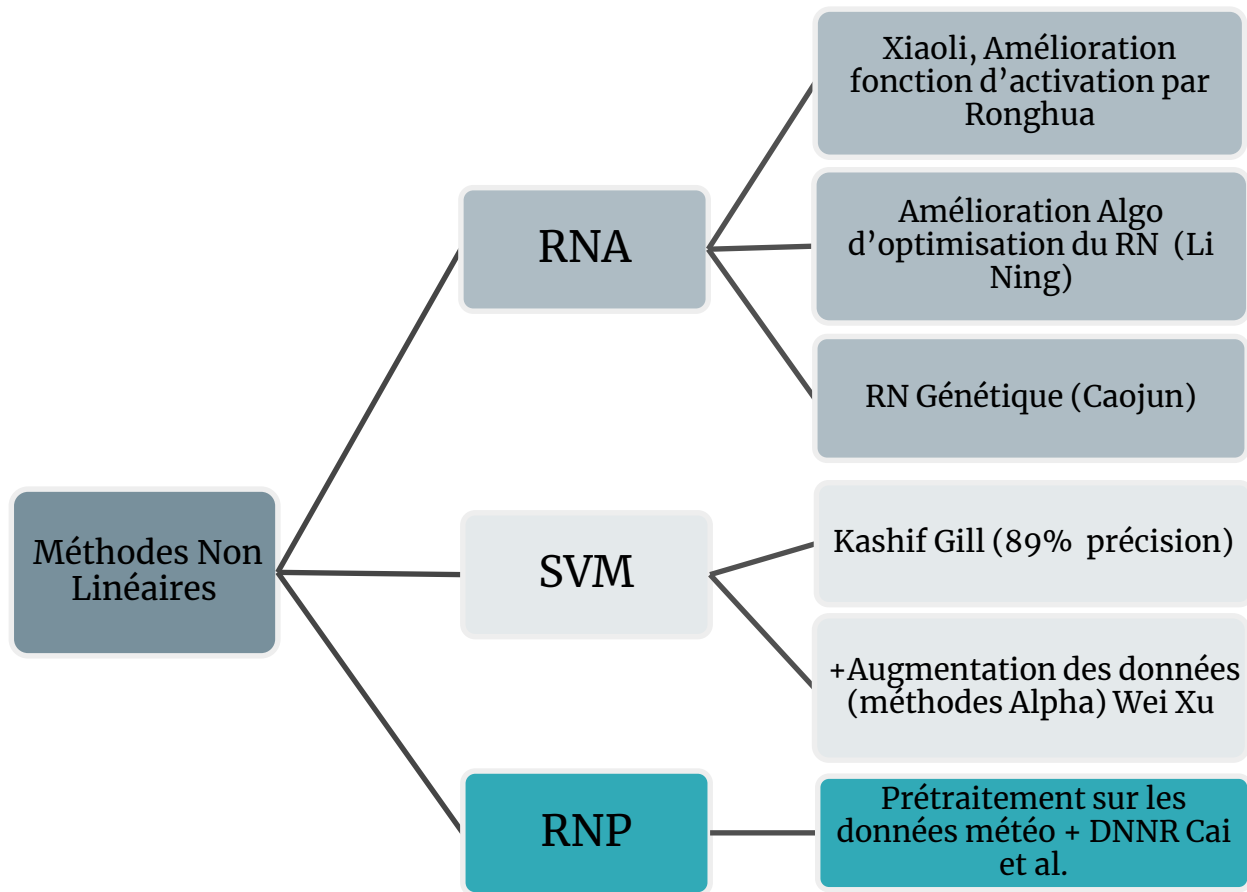 Xiaoli, Amélioration
fonction d’activation par
Ronghua
RNA
Amélioration Algo
d’optimisation du RN (Li
Ning)
RN Génétique (Caojun)
Méthodes Non
Linéaires
SVM
Kashif Gill (89% précision)
+Augmentation des données
(méthodes Alpha) Wei Xu
RNP
Prétraitement sur les
données météo + DNNR Cai
et al.